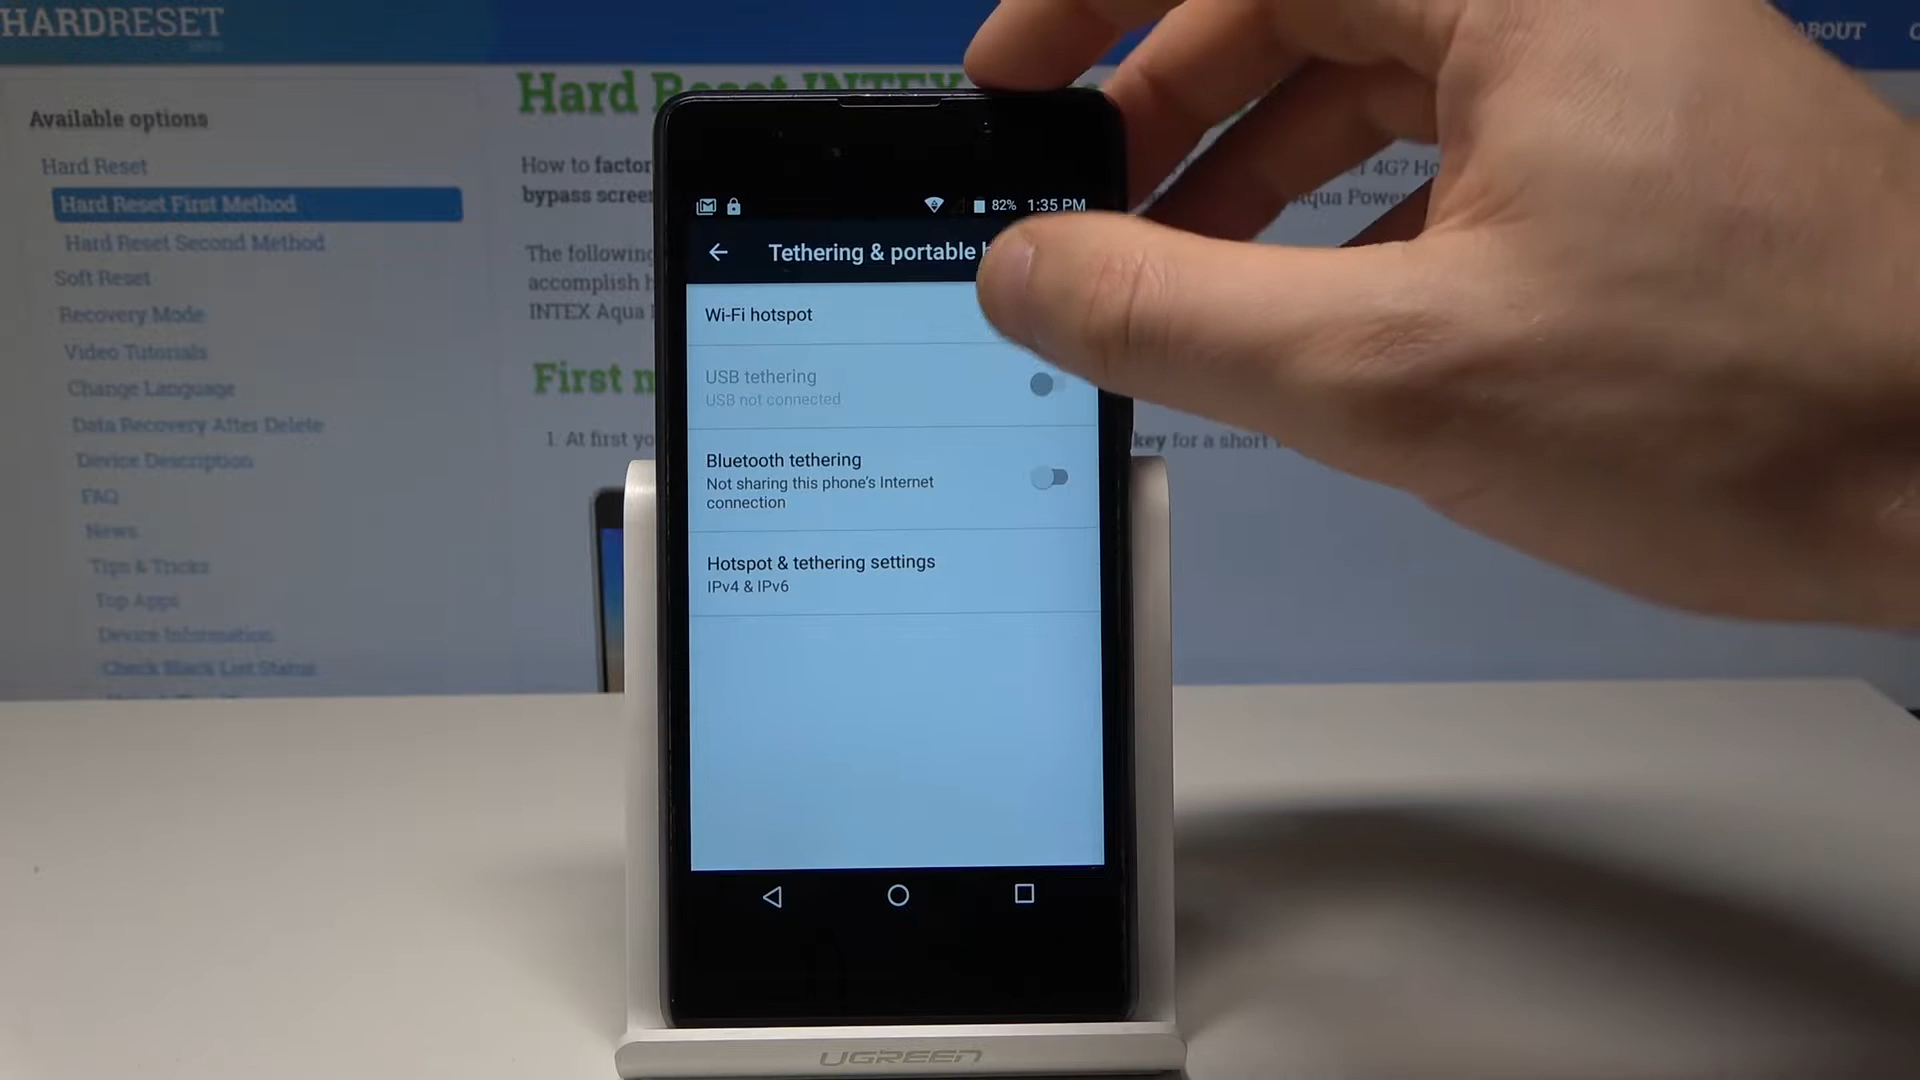 HARDRESET
ABOUT
Available options
Hard Reset
Hard Reset First Method
Hard Reset Second Method
Soft Reset
Recovery Mode
Video Tutorials
Change Language
Data Recovery After Delete
Device Description
FAQ
News
Tips & Tricks
Top Apps
Device Information
Check Black List Status
Hard Reset INTEX
How to factor
4G?
bypass screen
Aqua Power
The following
accomplish
INTEX Aqua
First
1. At first
key for a short
82% 1:35 PM
Tethering & portable
Wi-Fi hotspot
USB tethering
USB not connected
Bluetooth tethering
Not sharing this phone's Internet
connection
Hotspot & tethering settings
IPv4 & IPv6
UGREEN